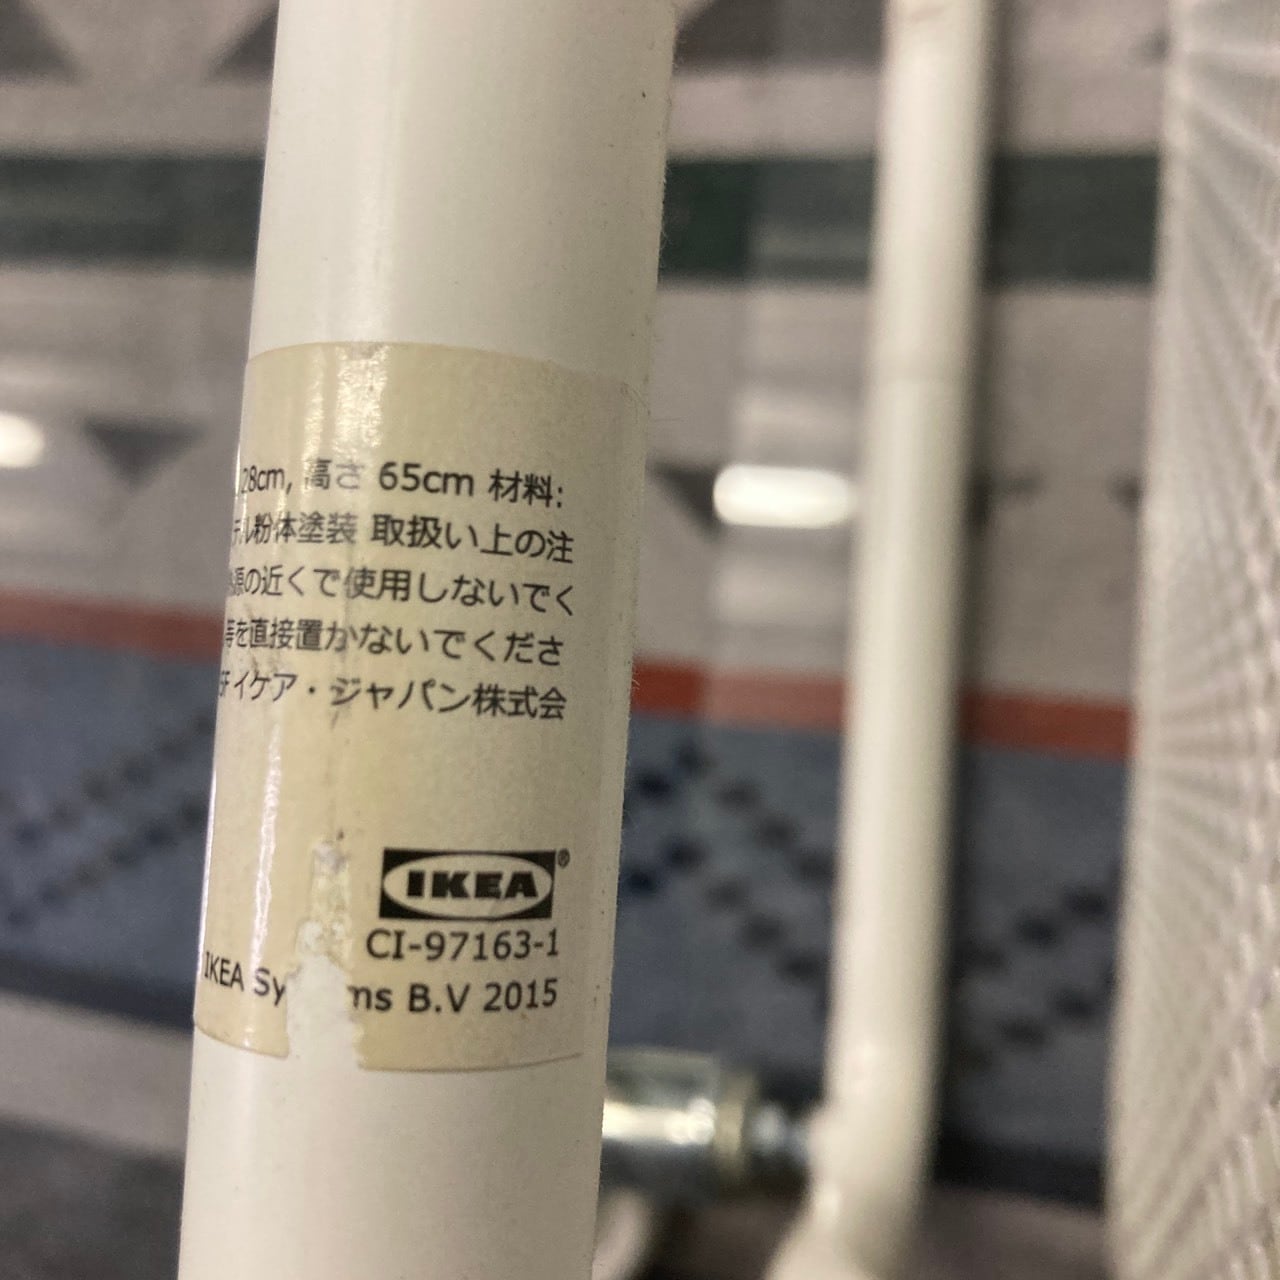 28cm, 高さ 65cm 材料:
テル粉体塗装 取扱い上の注
源の近くで使用しないでく
等を直接置かないでくださ
イケア・ジャパン株式会
IKEA®
CI-97163-1
IKEA Sy ms B.V 2015